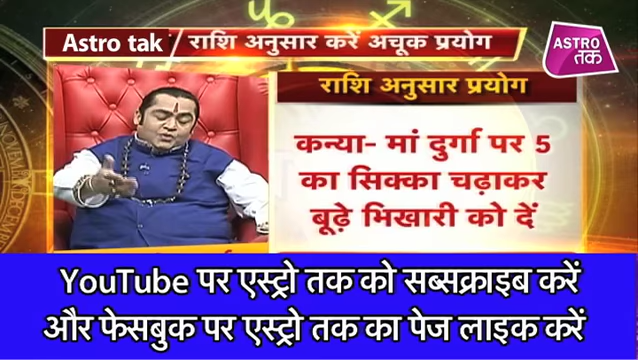 Astro tak / राशि अनुसार करें अचूक प्रयोग
ASTRO
तक
राशि अनुसार प्रयोग
कन्या- मां दुर्गा पर 5
का सिक्का चढ़ाकर
बूढ़े भिखारी को दें
YouTube पर एस्ट्रो तक को सब्सक्राइब करें
और फेसबुक पर एस्ट्रो तक का पेज लाइक करें